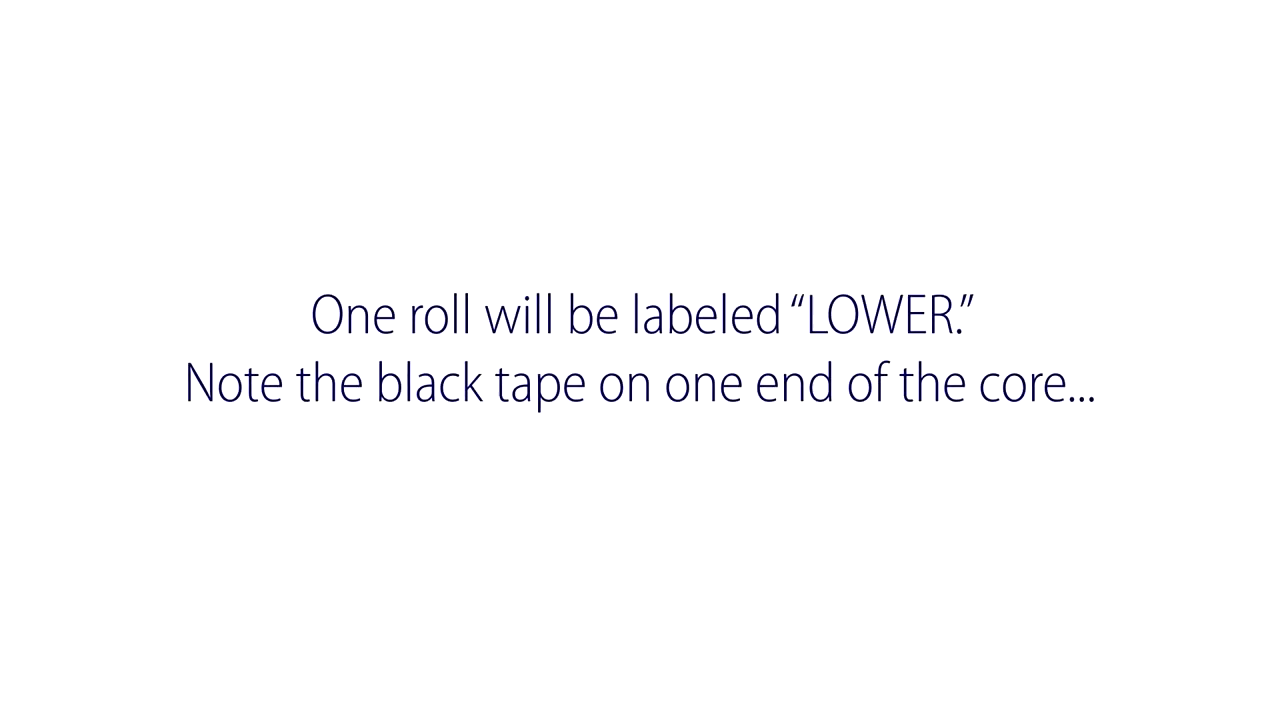 One roll will be labeled “LOWER.”
Note the black tape on one end of the core...